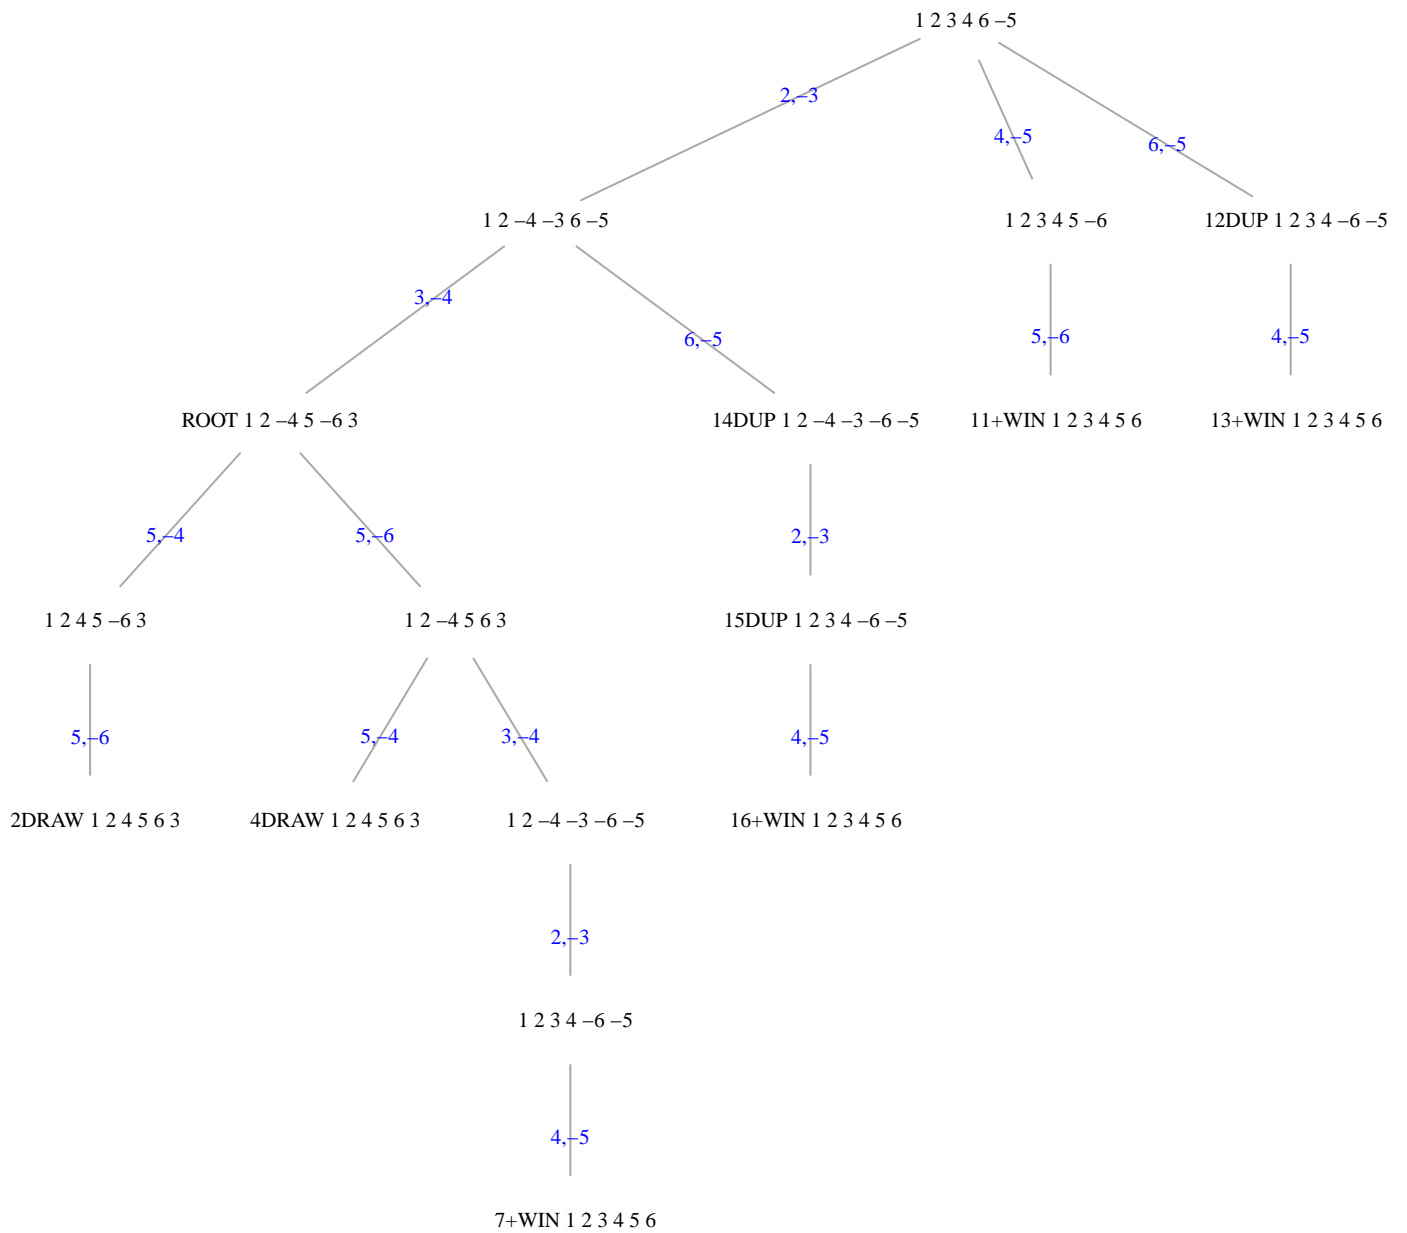 1 2 3 4 6 –5
2,–3
4,–5
6,–5
1 2 –4 –3 6 –5
1 2 3 4 5 –6
12DUP 1 2 3 4 –6 –5
3,–4
6,–5
5,–6
4,–5
ROOT 1 2 –4 5 –6 3
14DUP 1 2 –4 –3 –6 –5
11+WIN 1 2 3 4 5 6
13+WIN 1 2 3 4 5 6
5,–4
5,–6
2,–3
1 2 4 5 –6 3
1 2 –4 5 6 3
15DUP 1 2 3 4 –6 –5
5,–6
5,–4
3,–4
4,–5
2DRAW 1 2 4 5 6 3
4DRAW 1 2 4 5 6 3
1 2 –4 –3 –6 –5
16+WIN 1 2 3 4 5 6
2,–3
1 2 3 4 –6 –5
4,–5
7+WIN 1 2 3 4 5 6